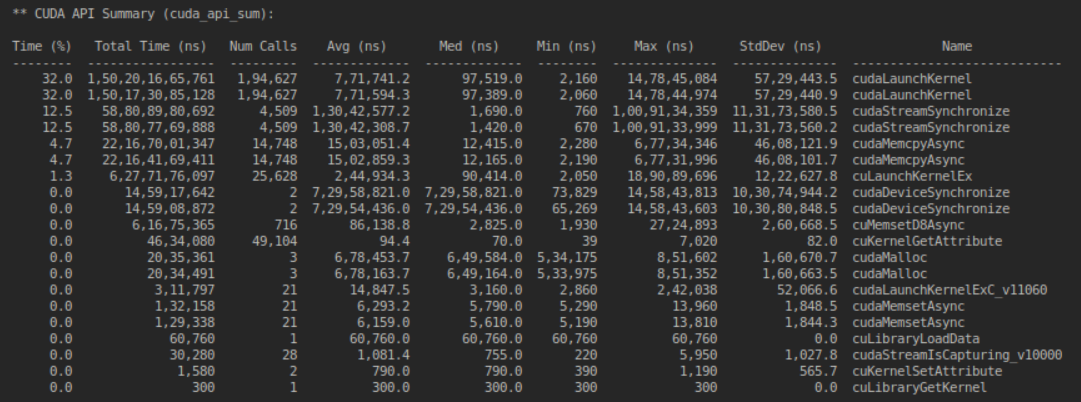 ** CUDA API Summary (cuda_api_sum):
Time (%) Total Time (ns) Num Calls Avg (ns) Med (ns) Min (ns) Max (ns) StdDev (ns) Name
-------- --------------- --------- ------------- ------------- -------- -------------- --------------- ---------------------------
32.0 1,50,20,16,65,761 1,94,627 7,71,741.2 97,519.0 2,160 14,78,45,084 57,29,443.5 cudaLaunchKernel
32.0 1,50,17,30,85,128 1,94,627 7,71,594.3 97,389.0 2,060 14,78,44,974 57,29,440.9 cudaLaunchKernel
12.5 58,80,89,80,692 4,509 1,30,42,577.2 1,690.0 760 1,00,91,34,359 11,31,73,580.5 cudaStreamSynchronize
12.5 58,80,77,69,888 4,509 1,30,42,308.7 1,420.0 670 1,00,91,33,999 11,31,73,560.2 cudaStreamSynchronize
4.7 22,16,70,01,347 14,748 15,03,051.4 12,415.0 2,280 6,77,34,346 46,08,121.9 cudaMemcpyAsync
4.7 22,16,41,69,411 14,748 15,02,859.3 12,165.0 2,190 6,77,31,996 46,08,101.7 cudaMemcpyAsync
1.3 6,27,71,76,097 25,628 2,44,934.3 90,414.0 2,050 18,90,89,696 12,22,627.8 cuLaunchKernelEx
0.0 14,59,17,642 2 7,29,58,821.0 7,29,58,821.0 73,829 14,58,43,813 10,30,74,944.2 cudaDeviceSynchronize
0.0 14,59,08,872 2 7,29,54,436.0 7,29,54,436.0 65,269 14,58,43,603 10,30,80,848.5 cudaDeviceSynchronize
0.0 6,16,75,365 716 86,138.8 2,825.0 1,930 27,24,893 2,60,668.5 cuMemsetD8Async
0.0 46,34,080 49,104 94.4 70.0 39 7,020 82.0 cuKernelGetAttribute
0.0 20,35,361 3 6,78,453.7 6,49,584.0 5,34,175 8,51,602 1,60,670.7 cudaMalloc
0.0 20,34,491 3 6,78,163.7 6,49,164.0 5,33,975 8,51,352 1,60,663.5 cudaMalloc
0.0 3,11,797 21 14,847.5 3,160.0 2,860 2,42,038 52,066.6 cudaLaunchKernelExC_v11060
0.0 1,32,158 21 6,293.2 5,790.0 5,290 13,960 1,848.5 cudaMemsetAsync
0.0 1,29,338 21 6,159.0 5,610.0 5,190 13,810 1,844.3 cudaMemsetAsync
0.0 60,760 1 60,760.0 60,760.0 60,760 60,760 0.0 cuLibraryLoadData
0.0 30,280 28 1,081.4 755.0 220 5,950 1,027.8 cudaStreamIsCapturing_v10000
0.0 1,580 2 790.0 790.0 390 1,190 565.7 cuKernelSetAttribute
0.0 300 1 300.0 300.0 300 300 0.0 cuLibraryGetKernel